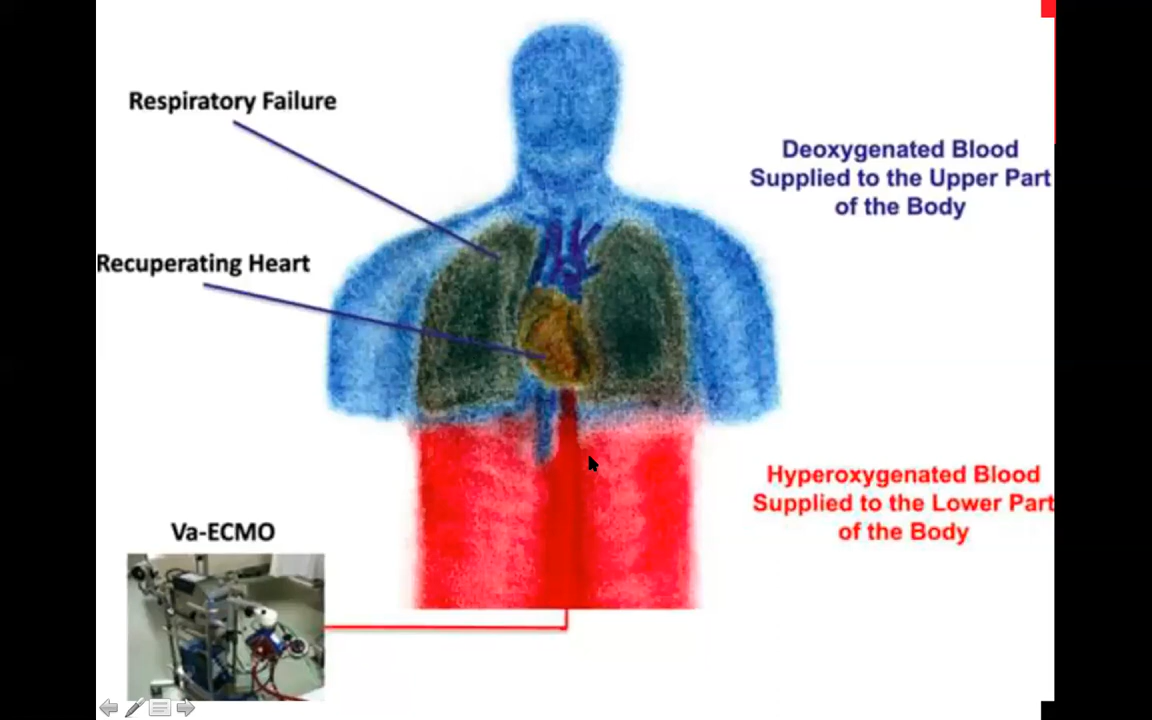 Respiratory Failure
Deoxygenated Blood
Supplied to the Upper Part
of the Body
Recuperating Heart
Hyperoxygenated Blood
Supplied to the Lower Part
of the Body
Va-ECMO